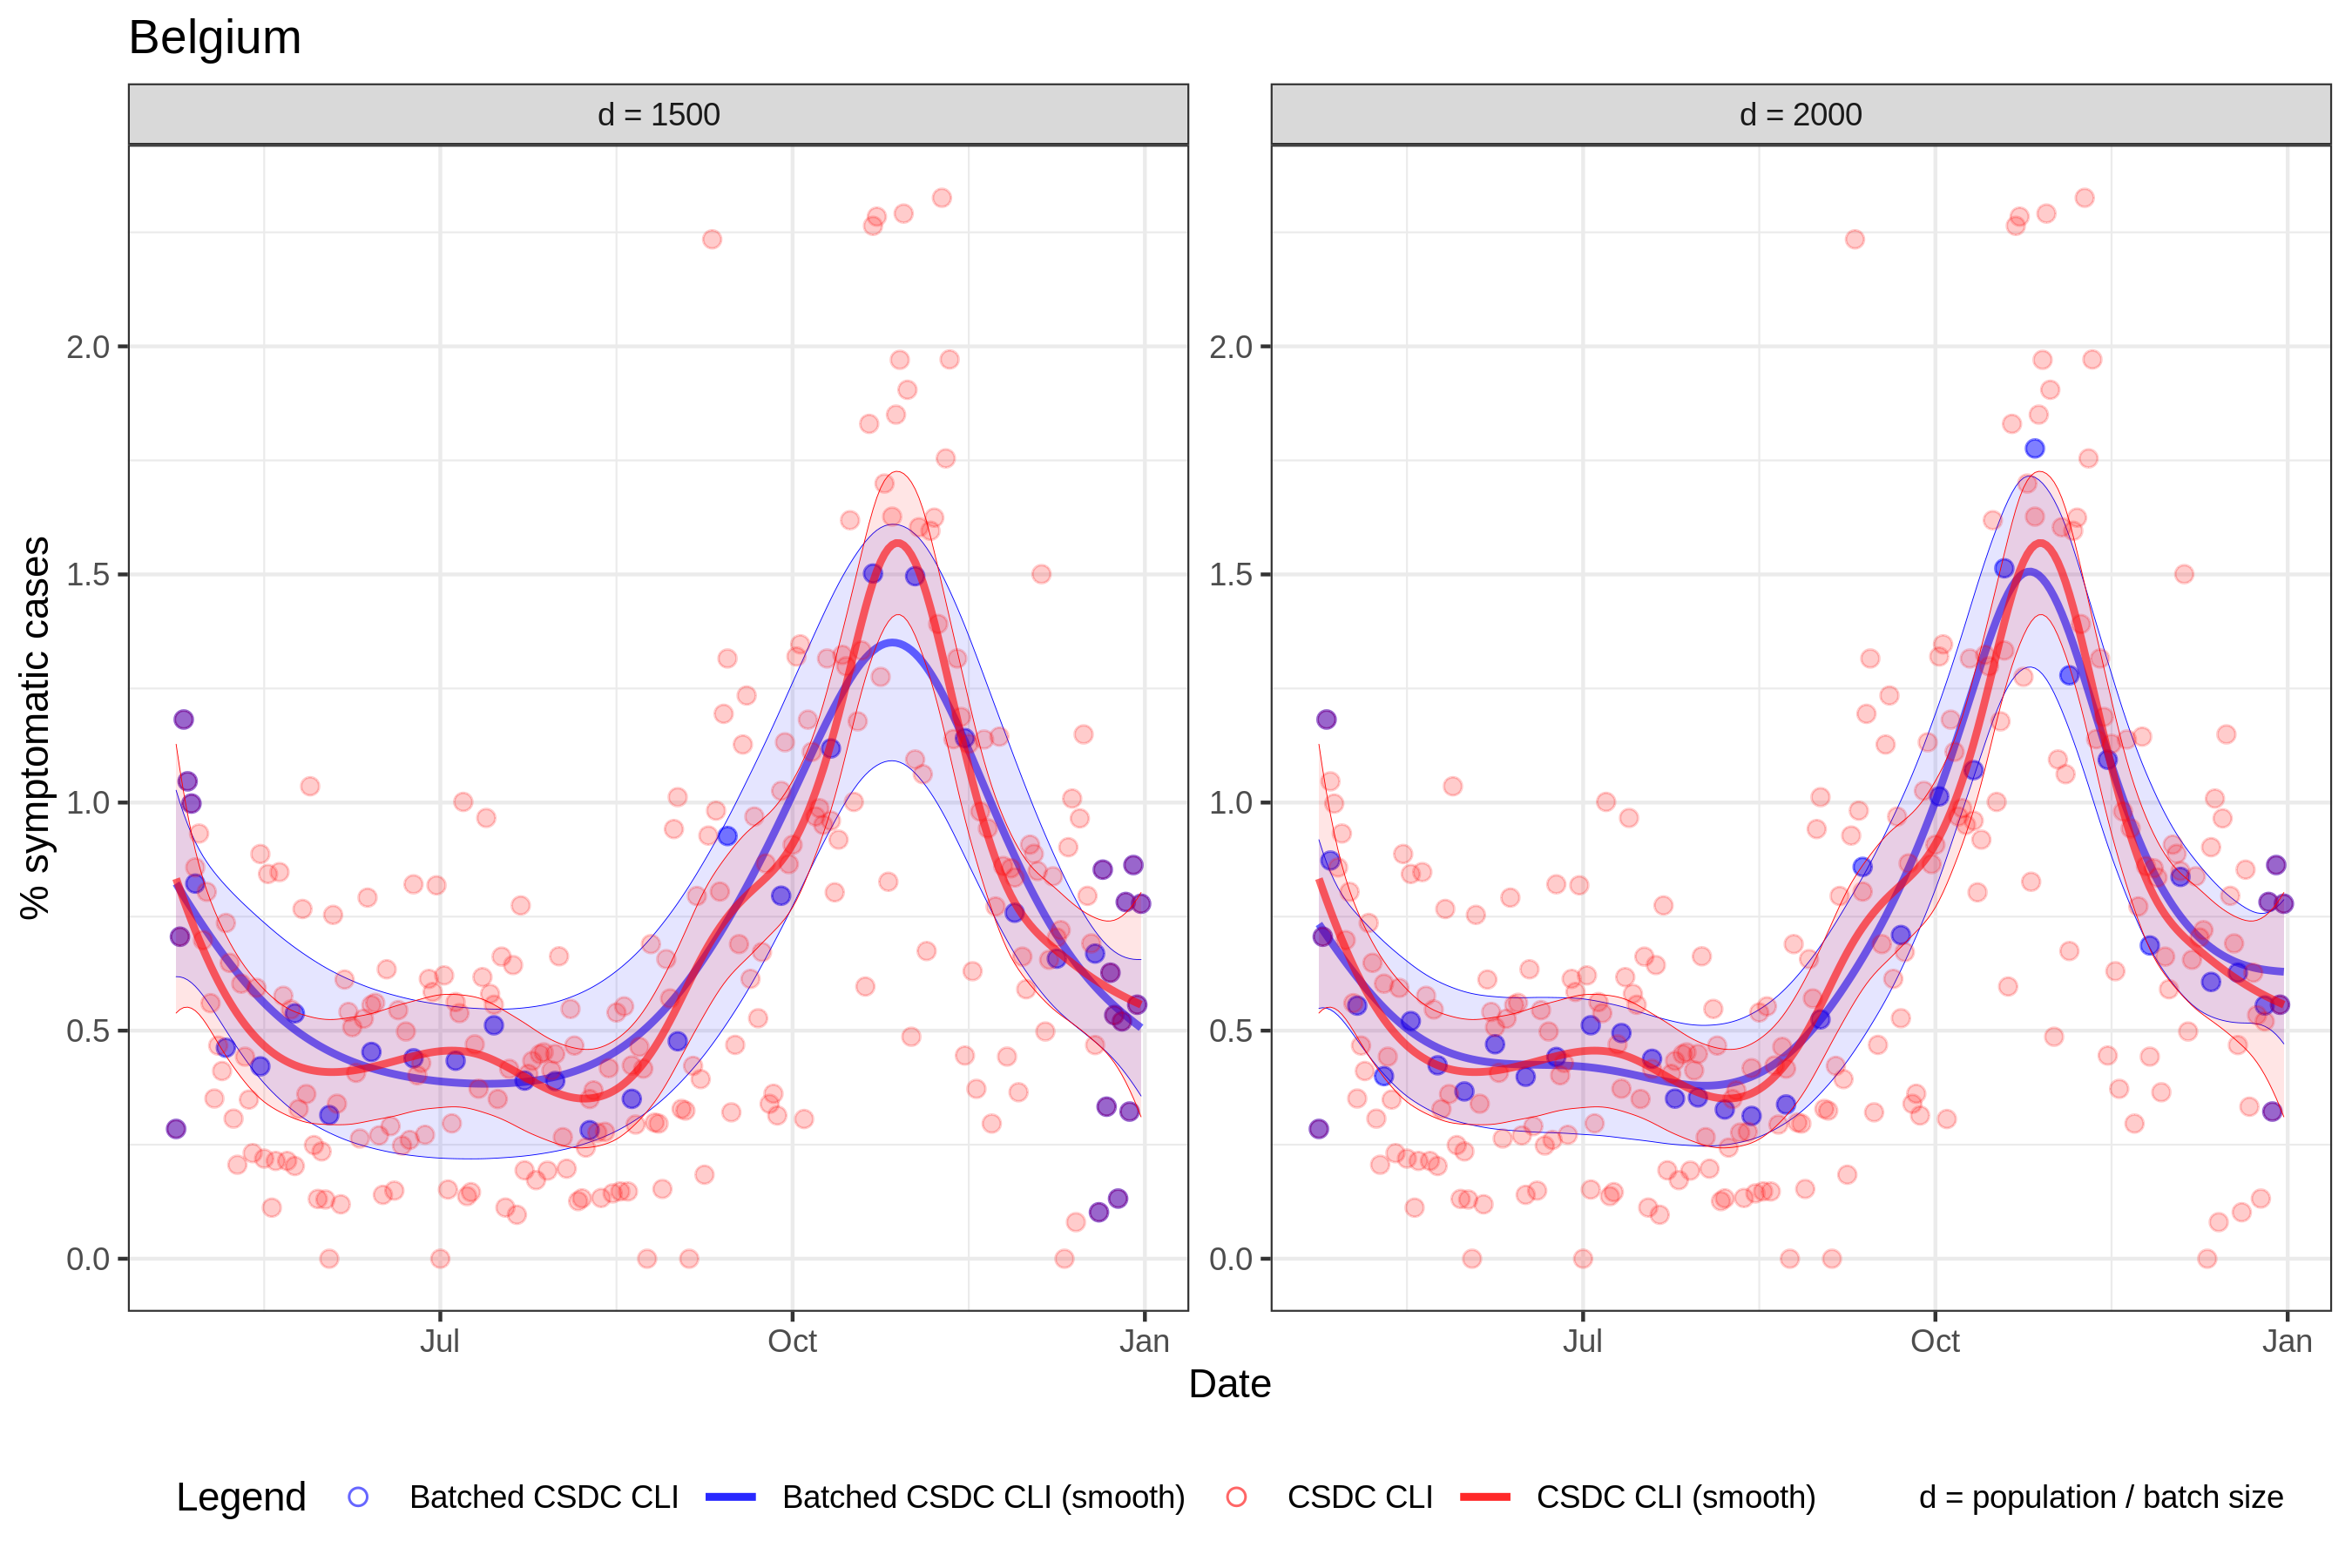 Belgium
d = 1500
d = 2000
% symptomatic cases
2.0
1.5
1.0
0.5
0.0
2.0
1.5
1.0
0.5
0.0
Jul
Oct
Jan
Jul
Oct
Jan
Date
Legend
Batched CSDC CLI
Batched CSDC CLI (smooth)
CSDC CLI
CSDC CLI (smooth)
d = population / batch size